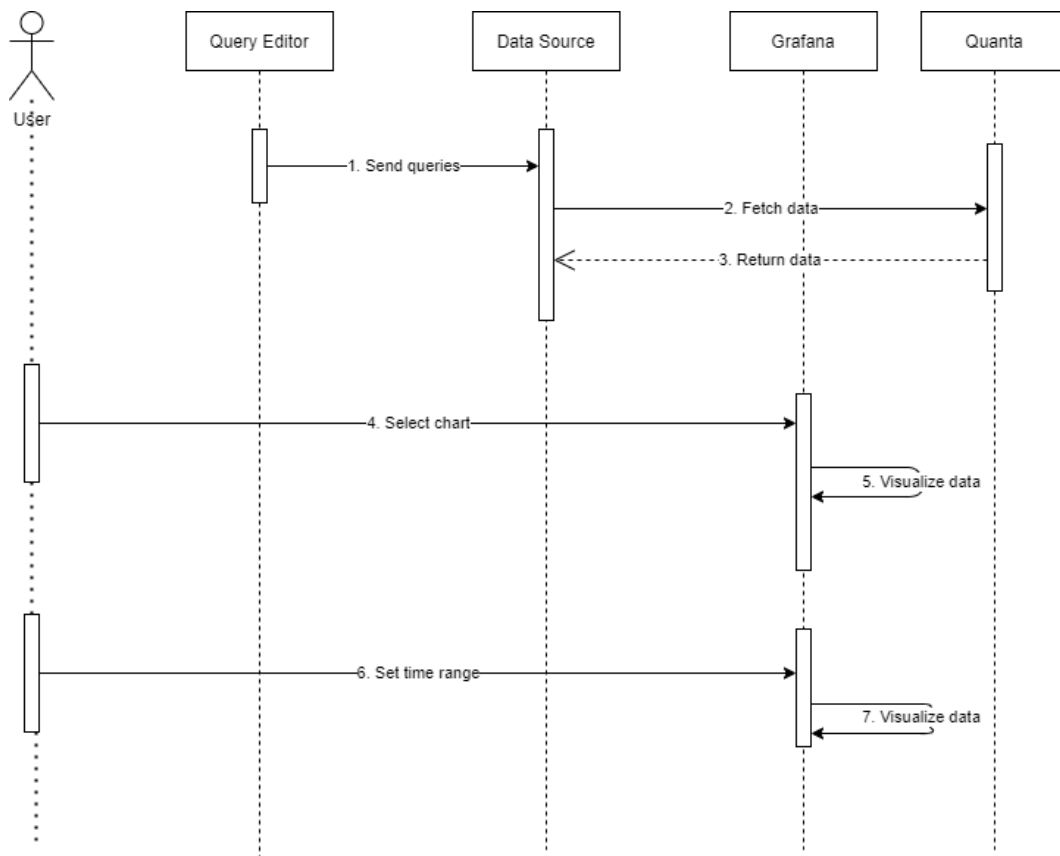 Query Editor
Data Source
Grafana
Quanta
User
1. Send queries
2. Fetch data
3. Return data
4. Select chart
5. Visualize data
6. Set time range
7. Visualize data